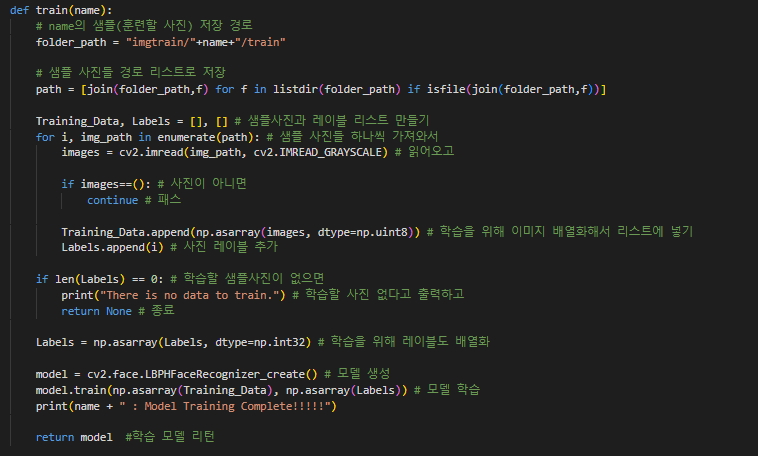 def train(name):
    # name의 샘플(훈련할 사진) 저장 경로
    folder_path = "imgtrain/"+name+"/train"
    # 샘플 사진들 경로 리스트로 저장
    path = [join(folder_path,f) for f in listdir(folder_path) if isfile(join(folder_path,f))]
    Training_Data, Labels = [], [] # 샘플사진과 레이블 리스트 만들기
    for i, img_path in enumerate(path): # 샘플 사진들 하나씩 가져와서
        images = cv2.imread(img_path, cv2.IMREAD_GRAYSCALE) # 읽어오고
        if images==(): # 사진이 아니면
            continue # 패스
        Training_Data.append(np.asarray(images, dtype=np.uint8)) # 학습을 위해 이미지 배열화해서 리스트에 넣기
        Labels.append(i) # 사진 레이블 추가
    if len(Labels) == 0: # 학습할 샘플사진이 없으면
        print("There is no data to train.") # 학습할 사진 없다고 출력하고
        return None # 종료
    Labels = np.asarray(Labels, dtype=np.int32) # 학습을 위해 레이블도 배열화
    model = cv2.face.LBPHFaceRecognizer_create() # 모델 생성
    model.train(np.asarray(Training_Data), np.asarray(Labels)) # 모델 학습
    print(name + " : Model Training Complete!!!!!")
    return model  #학습 모델 리턴